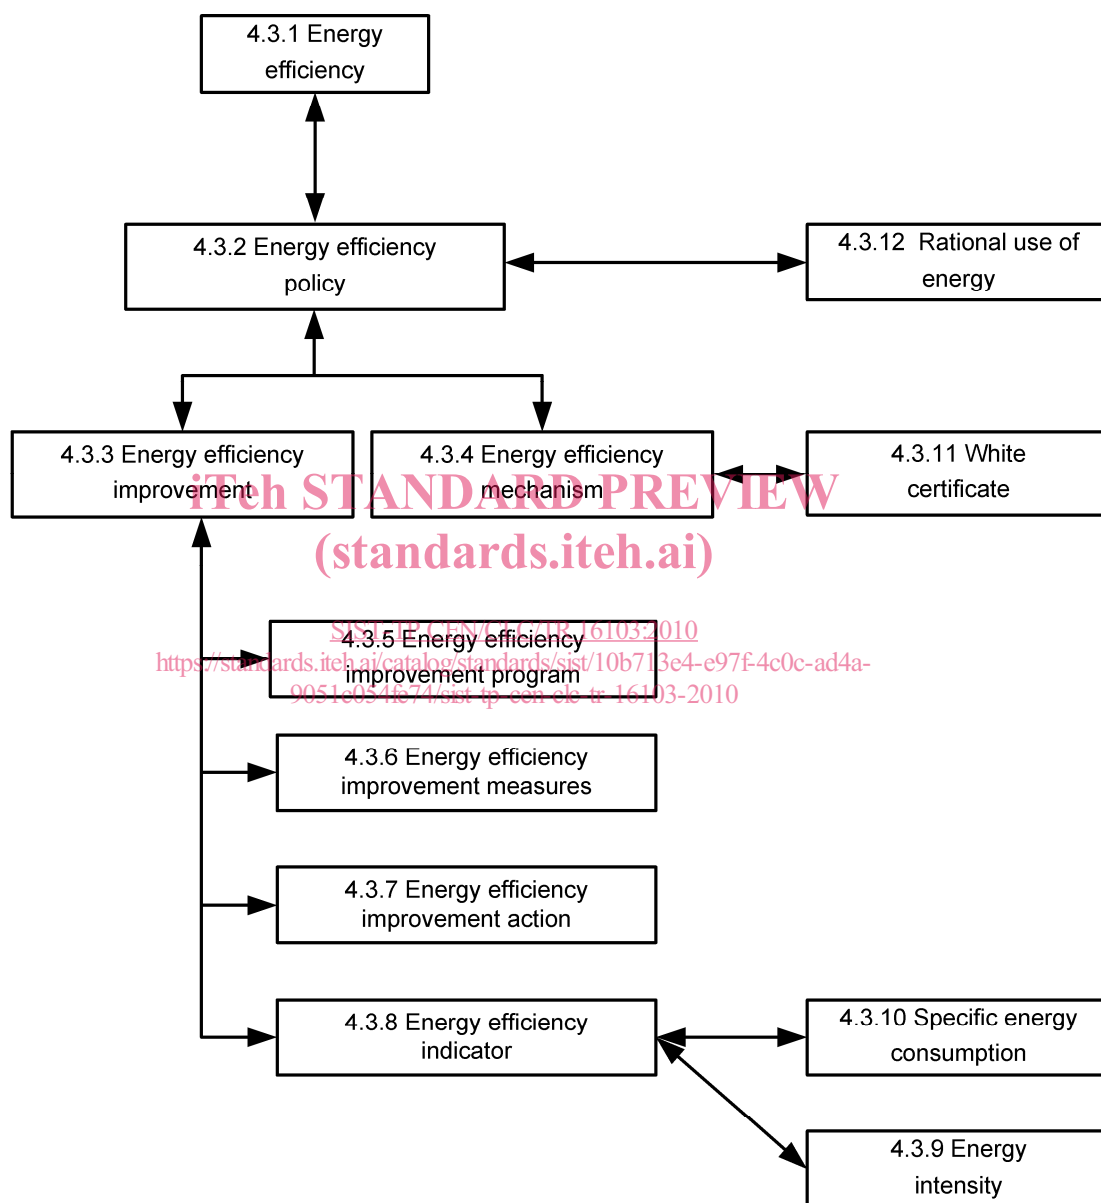 4.3.1 Energy
efficiency
4.3.2 Energy efficiency
policy
4.3.12 Rational use of
energy
4.3.3 Energy efficiency
improvement
4.3.4 Energy efficiency
mechanism
4.3.11 White
certificate
iTeh STANDARD PREVIEW
(standards.iteh.ai)
SIST-TP CEN/CLC/TR 16103:2010
4.3.5 Energy efficiency
improvement program
https://standards.iteh.ai/catalog/standards/sist/10b713e4-e97f-4c0c-ad4a-
9051c054fe74/sist-tp-cen-clc-tr-16103-2010
4.3.6 Energy efficiency
improvement measures
4.3.7 Energy efficiency
improvement action
4.3.8 Energy efficiency
indicator
4.3.10 Specific energy
consumption
4.3.9 Energy
intensity